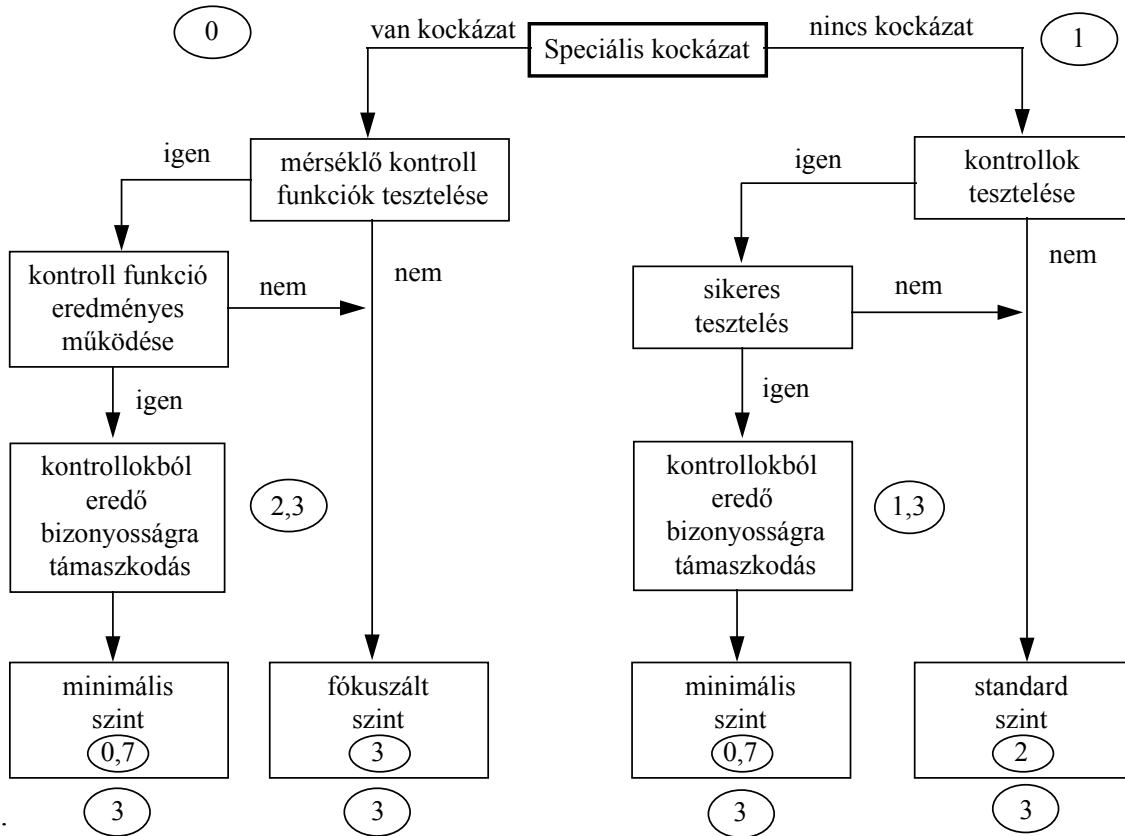 0
van kockázat
Speciális kockázat
nincs kockázat
1
igen
mérséklő kontroll
funkciók tesztelése
igen
kontrollok
tesztelése
kontroll funkció
eredményes
működése
nem
nem
sikeres
tesztelés
nem
nem
igen
igen
kontrollokból
eredő
bizonyosságra
támaszkodás
2,3
kontrollokból
eredő
bizonyosságra
támaszkodás
1,3
minimális
szint
0,7
fókuszált
szint
3
minimális
szint
0,7
standard
szint
2
3
3
3
3
.